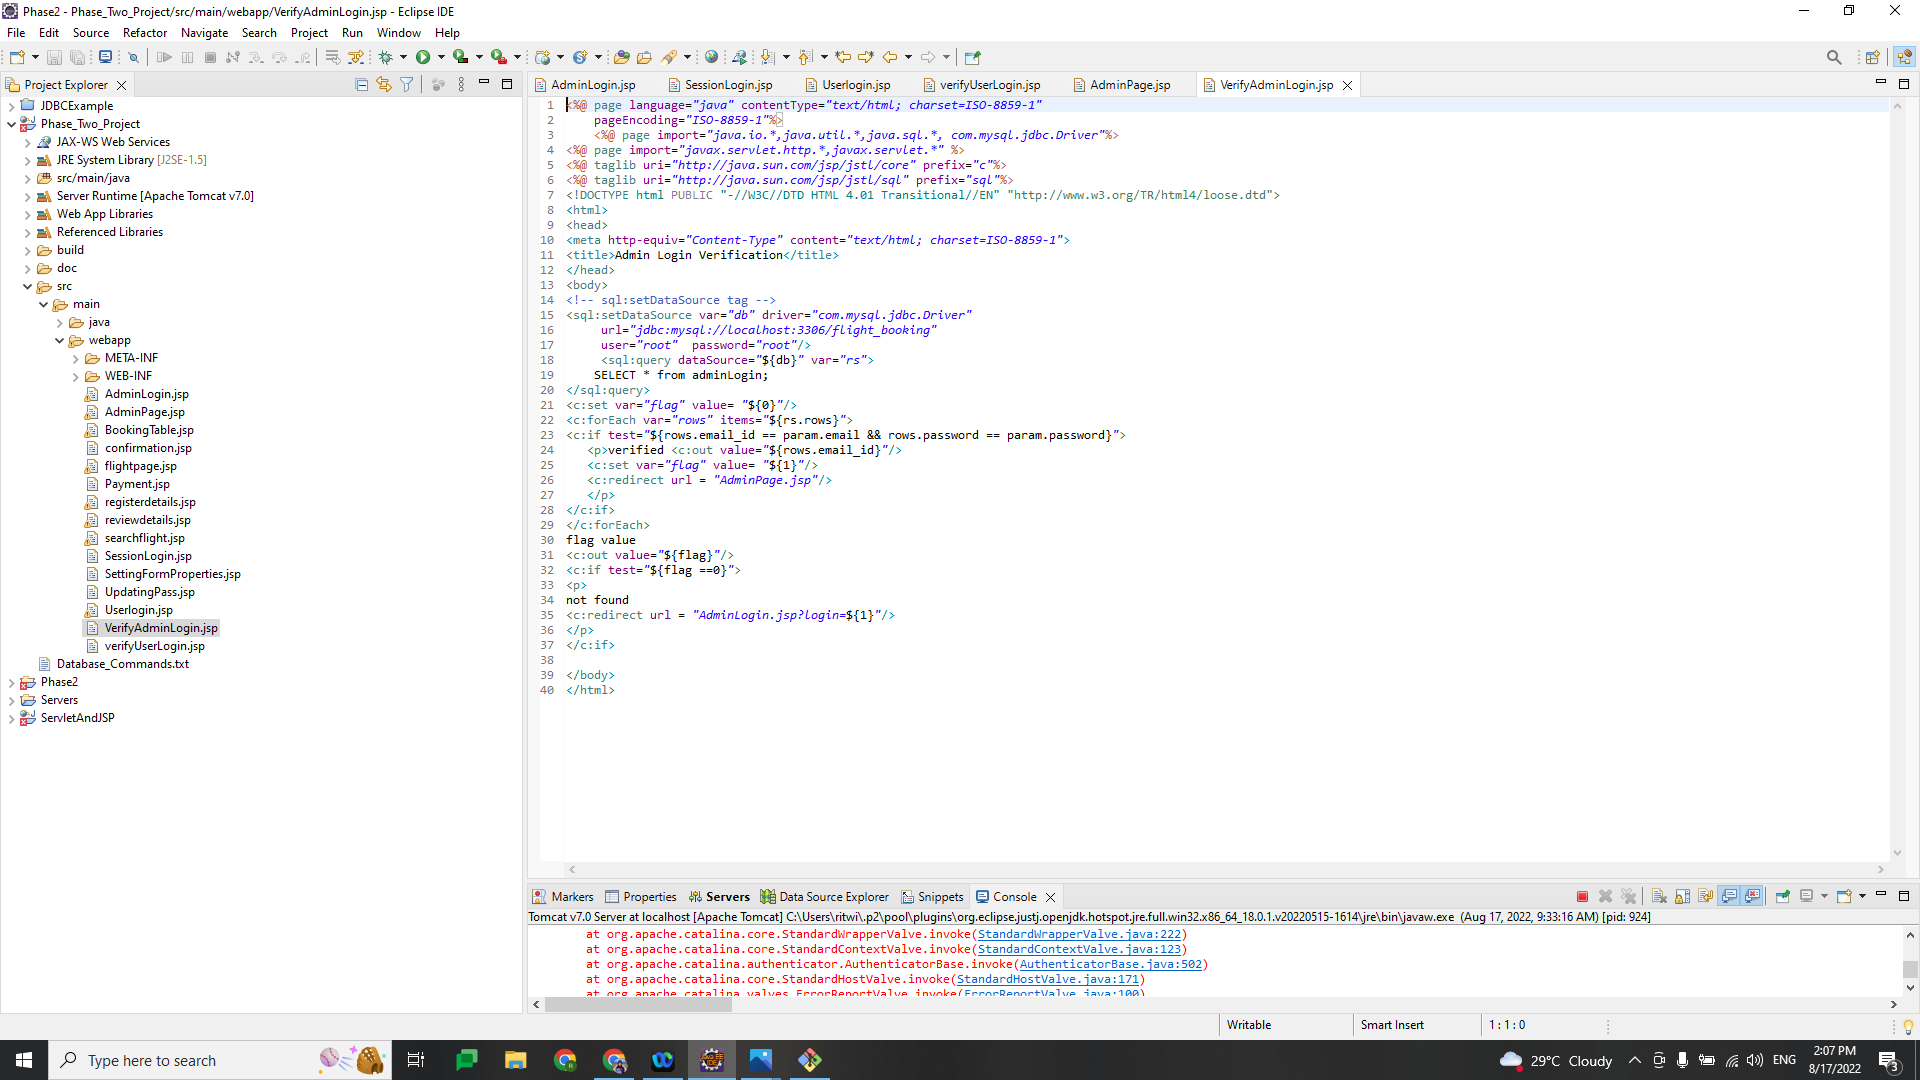 Phase2 - Phase_Two_Project/src/main/webapp/VerifyAdminLogin.jsp - Eclipse IDE
File Edit Source Refactor Navigate Search Project Run Window Help
Project Explorer
JDBCExample
Phase_Two_Project
JAX-WS Web Services
JRE System Library [J2SE-1.5]
src/main/java
Server Runtime [Apache Tomcat v7.0]
Web App Libraries
Referenced Libraries
build
doc
src
main
java
webapp
META-INF
WEB-INF
AdminLogin.jsp
AdminPage.jsp
BookingTable.jsp
confirmation.jsp
flightpage.jsp
Payment.jsp
registerdetails.jsp
reviewdetails.jsp
searchflight.jsp
SessionLogin.jsp
SettingFormProperties.jsp
UpdatingPass.jsp
Userlogin.jsp
VerifyAdminLogin.jsp
verifyUserLogin.jsp
Database_Commands.txt
Phase2
Servers
ServletAndJSP
AdminLogin.jsp SessionLogin.jsp Userlogin.jsp verifyUserLogin.jsp AdminPage.jsp VerifyAdminLogin.jsp
1 <%@ page language="java" contentType="text/html; charset=ISO-8859-1"
2 pageEncoding="ISO-8859-1"%>
3 <%@ page import="java.io.*,java.util.*,java.sql.*, com.mysql.jdbc.Driver"%>
4 <%@ page import="javax.servlet.http.*,javax.servlet.*" %>
5 <%@ taglib uri="http://java.sun.com/jsp/jstl/core" prefix="c"%>
6 <%@ taglib uri="http://java.sun.com/jsp/jstl/sql" prefix="sql"%>
7 <!DOCTYPE html PUBLIC "-//W3C//DTD HTML 4.01 Transitional//EN" "http://www.w3.org/TR/html4/loose.dtd">
8 <html>
9 <head>
10 <meta http-equiv="Content-Type" content="text/html; charset=ISO-8859-1">
11 <title>Admin Login Verification</title>
12 </head>
13 <body>
14 <!-- sql:setDataSource tag -->
15 <sql:setDataSource var="db" driver="com.mysql.jdbc.Driver"
16 url="jdbc:mysql://localhost:3306/flight_booking"
17 user="root" password="root"/>
18 <sql:query dataSource="${db}" var="rs">
19 SELECT * from adminLogin;
20 </sql:query>
21 <c:set var="flag" value= "${0}"/>
22 <c:forEach var="rows" items="${rs.rows}">
23 <c:if test="${rows.email_id == param.email && rows.password == param.password}">
24 <p>verified <c:out value="${rows.email_id}"/>
25 <c:set var="flag" value= "${1}"/>
26 <c:redirect url = "AdminPage.jsp"/>
27 </p>
28 </c:if>
29 </c:forEach>
30 flag value
31 <c:out value="${flag}"/>
32 <c:if test="${flag ==0}">
33 <p>
34 not found
35 <c:redirect url = "AdminLogin.jsp?login=${1}"/>
36 </p>
37 </c:if>
38
39 </body>
40 </html>
Markers Properties Servers Data Source Explorer Snippets Console
Tomcat v7.0 Server at localhost [Apache Tomcat] C:\Users\ritwi\.p2\pool\plugins\org.eclipse.justj.openjdk.hotspot.jre.full.win32.x86_64_18.0.1.v20220515-1614\jre\bin\javaw.exe (Aug 17, 2022, 9:33:16 AM) [pid: 924]
at org.apache.catalina.core.StandardWrapperValve.invoke(StandardWrapperValve.java:222)
at org.apache.catalina.core.StandardContextValve.invoke(StandardContextValve.java:123)
at org.apache.catalina.authenticator.AuthenticatorBase.invoke(AuthenticatorBase.java:502)
at org.apache.catalina.core.StandardHostValve.invoke(StandardHostValve.java:171)
at org.apache.catalina.valves.ErrorReportValve.invoke(ErrorReportValve.java:100)
Writable Smart Insert 1 : 1 : 0
Type here to search
29°C Cloudy ENG
2:07 PM
8/17/2022
3